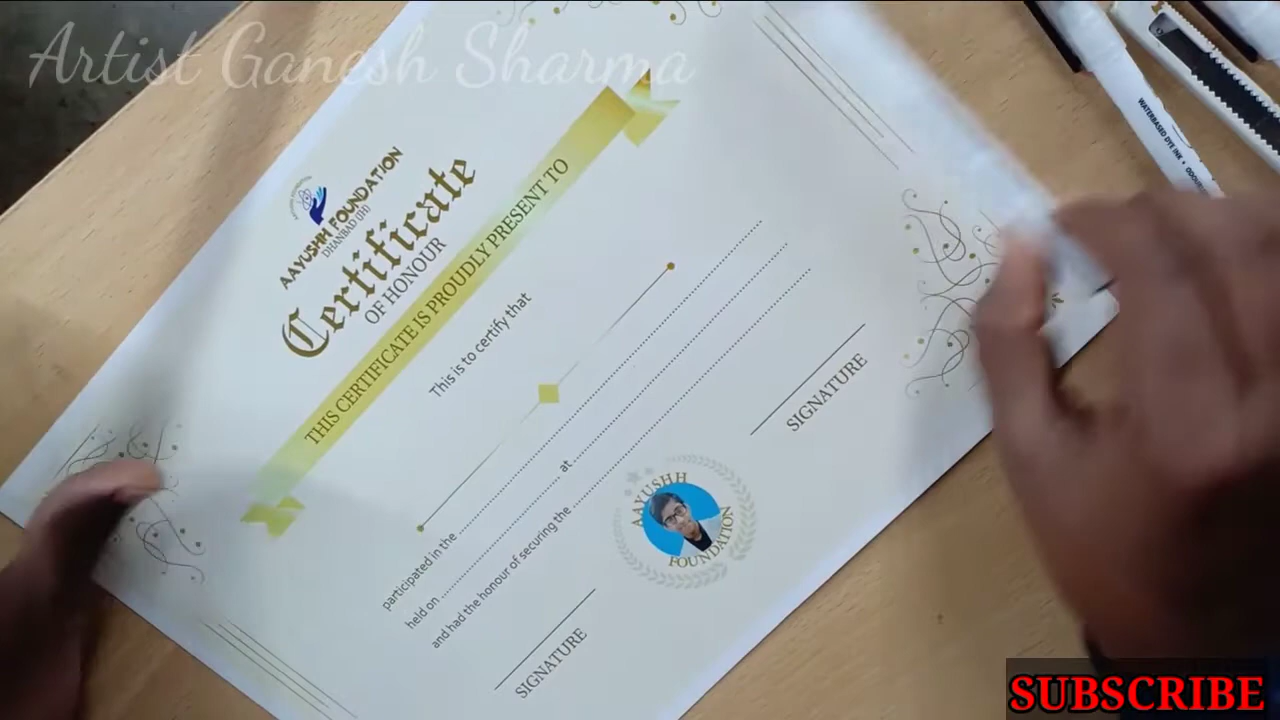 Artist Ganesh Sharma
AAYUSHH FOUNDATION
DHANBAD (JH)
Certificate
OF HONOUR
THIS CERTIFICATE IS PROUDLY PRESENT TO
This is to certify that
participated in the
held on at
and had the honour of securing the
SIGNATURE
AAYUSHH
FOUNDATION
SIGNATURE
WATERBASED DYE INK •
SUBSCRIBE